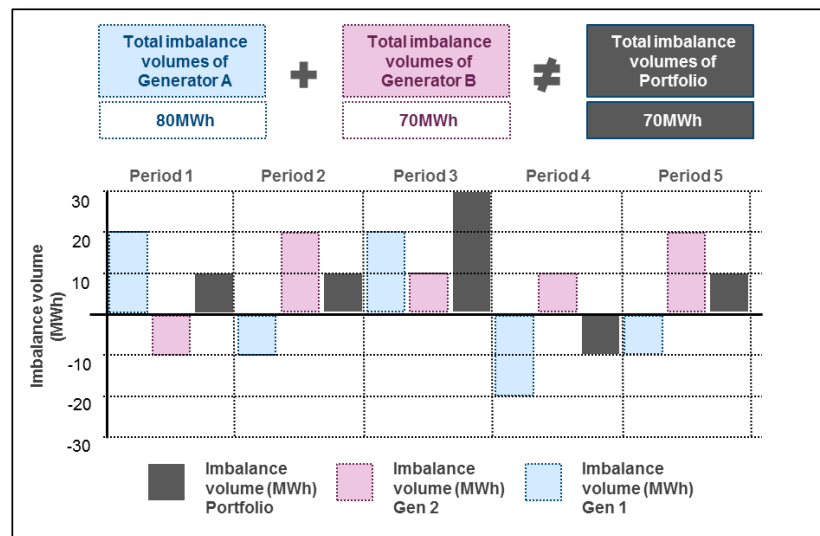 Total imbalance
volumes of
Generator A
80MWh
+
Total imbalance
volumes of
Generator B
70MWh
≠
Total imbalance
volumes of
Portfolio
70MWh
Period 1
Period 2
Period 3
Period 4
Period 5
Imbalance volume
(MWh)
30
20
10
-10
-20
-30
Imbalance
volume (MWh)
Portfolio
Imbalance
volume (MWh)
Gen 2
Imbalance
volume (MWh)
Gen 1